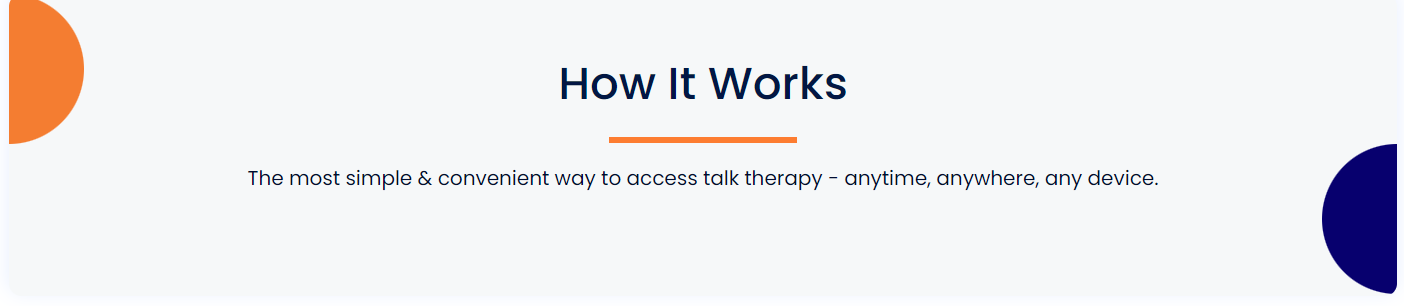 How It Works
The most simple & convenient way to access talk therapy - anytime, anywhere, any device.